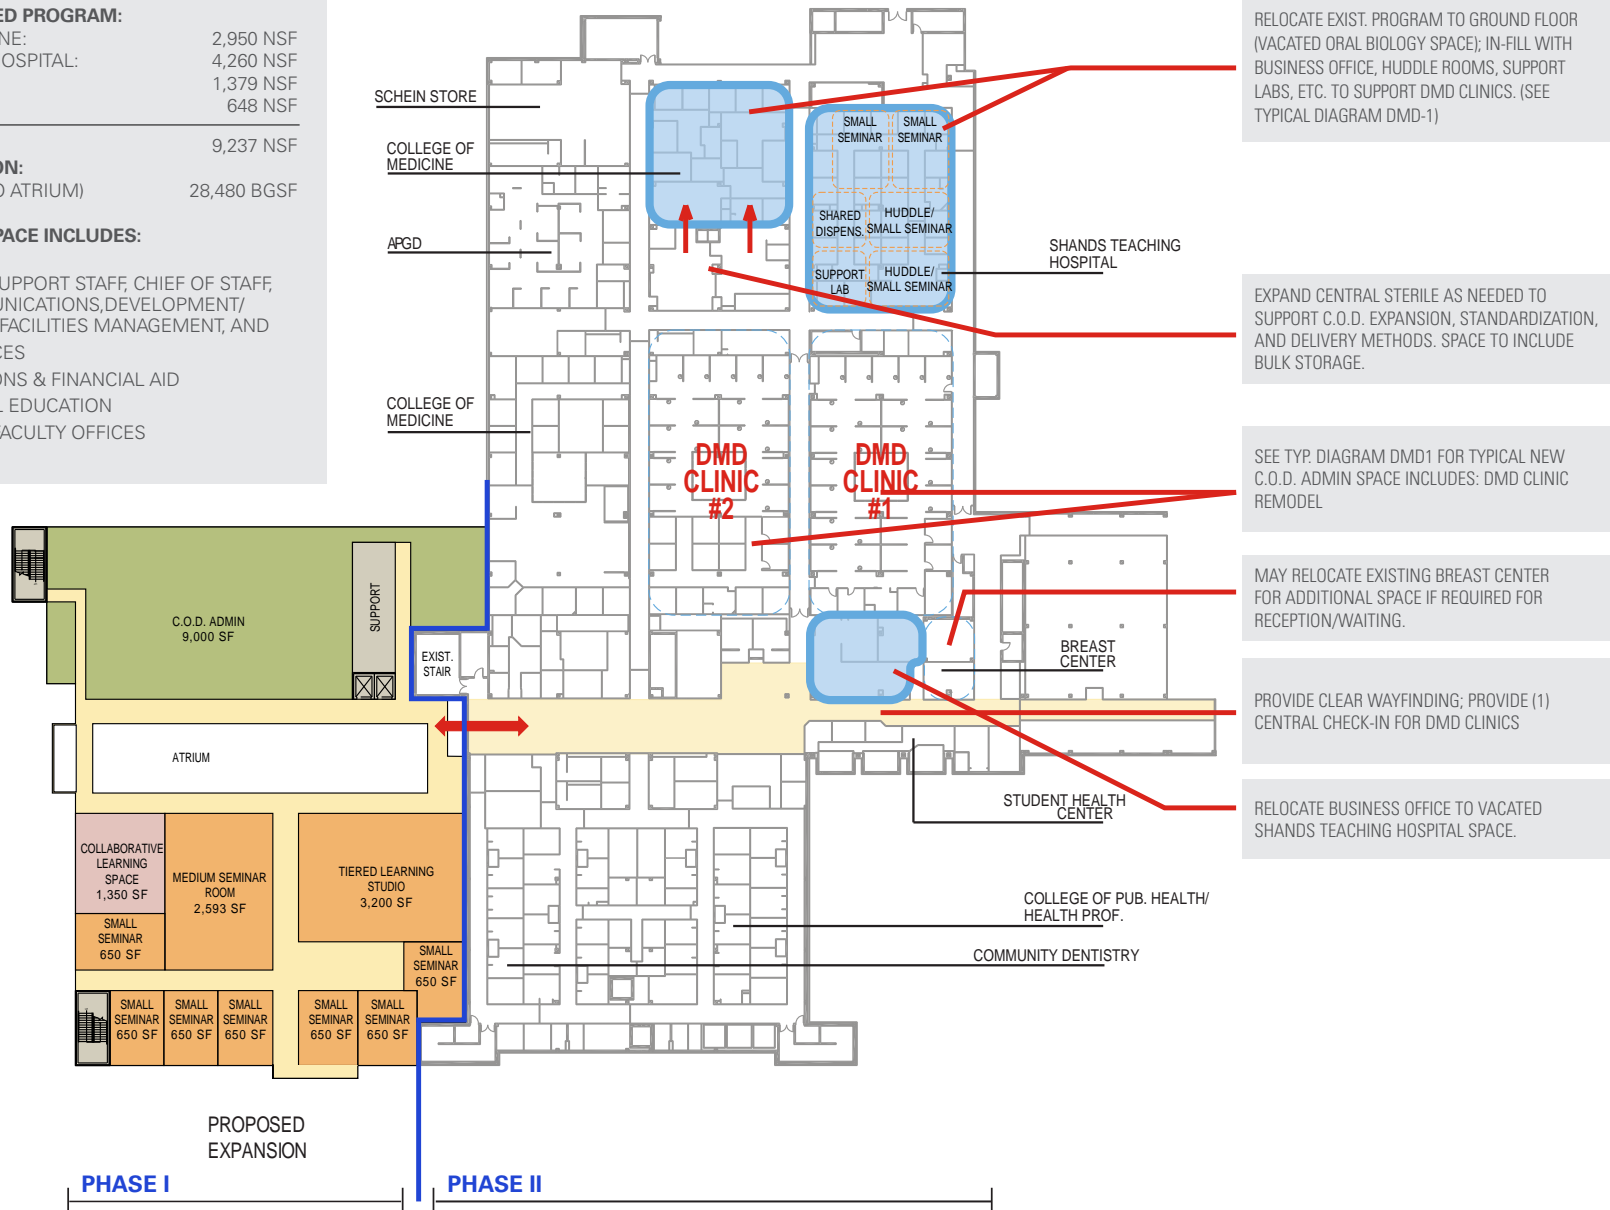 ED PROGRAM:
NE: 2,950 NSF
OSPITAL: 4,260 NSF
1,379 NSF
648 NSF
9,237 NSF
ON:
O ATRIUM) 28,480 BGSF
PACE INCLUDES:
UPPORT STAFF, CHIEF OF STAFF,
UNICATIONS,DEVELOPMENT/
FACILITIES MANAGEMENT, AND
CES
ONS & FINANCIAL AID
L EDUCATION
FACULTY OFFICES
SCHEIN STORE
COLLEGE OF
MEDICINE
APGD
COLLEGE OF
MEDICINE
SMALL
SEMINAR
SMALL
SEMINAR
SHARED
DISPENS.
HUDDLE/
SMALL SEMINAR
SUPPORT
LAB
HUDDLE/
SMALL SEMINAR
SHANDS TEACHING
HOSPITAL
DMD
CLINIC
#2
DMD
CLINIC
#1
RELOCATE EXIST. PROGRAM TO GROUND FLOOR
(VACATED ORAL BIOLOGY SPACE); IN-FILL WITH
BUSINESS OFFICE, HUDDLE ROOMS, SUPPORT
LABS, ETC. TO SUPPORT DMD CLINICS. (SEE
TYPICAL DIAGRAM DMD-1)
EXPAND CENTRAL STERILE AS NEEDED TO
SUPPORT C.O.D. EXPANSION, STANDARDIZATION,
AND DELIVERY METHODS. SPACE TO INCLUDE
BULK STORAGE.
SEE TYP. DIAGRAM DMD1 FOR TYPICAL NEW
C.O.D. ADMIN SPACE INCLUDES: DMD CLINIC
REMODEL
MAY RELOCATE EXISTING BREAST CENTER
FOR ADDITIONAL SPACE IF REQUIRED FOR
RECEPTION/WAITING.
PROVIDE CLEAR WAYFINDING; PROVIDE (1)
CENTRAL CHECK-IN FOR DMD CLINICS
RELOCATE BUSINESS OFFICE TO VACATED
SHANDS TEACHING HOSPITAL SPACE.
C.O.D. ADMIN
9,000 SF
SUPPORT
EXIST.
STAIR
BREAST
CENTER
ATRIUM
STUDENT HEALTH
CENTER
COLLABORATIVE
LEARNING
SPACE
1,350 SF
MEDIUM SEMINAR
ROOM
2,593 SF
TIERED LEARNING
STUDIO
3,200 SF
SMALL
SEMINAR
650 SF
SMALL
SEMINAR
650 SF
COLLEGE OF PUB. HEALTH/
HEALTH PROF.
COMMUNITY DENTISTRY
SMALL
SEMINAR
650 SF
SMALL
SEMINAR
650 SF
SMALL
SEMINAR
650 SF
SMALL
SEMINAR
650 SF
SMALL
SEMINAR
650 SF
PROPOSED
EXPANSION
PHASE I
PHASE II